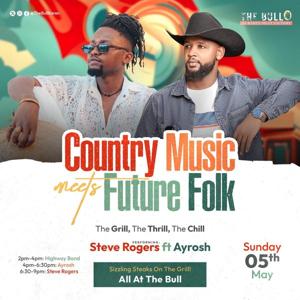 THE BULL
Country Music
meets Future Folk
The Grill, The Thrill, The Chill
PERFORMING
Steve Rogers ft Ayrosh
2pm-4pm: Highway Band
4pm-6:30pm: Ayrosh
6:30-9pm: Steve Rogers
Sizzling Steaks On The Grill!
All At The Bull
Sunday
05th
May